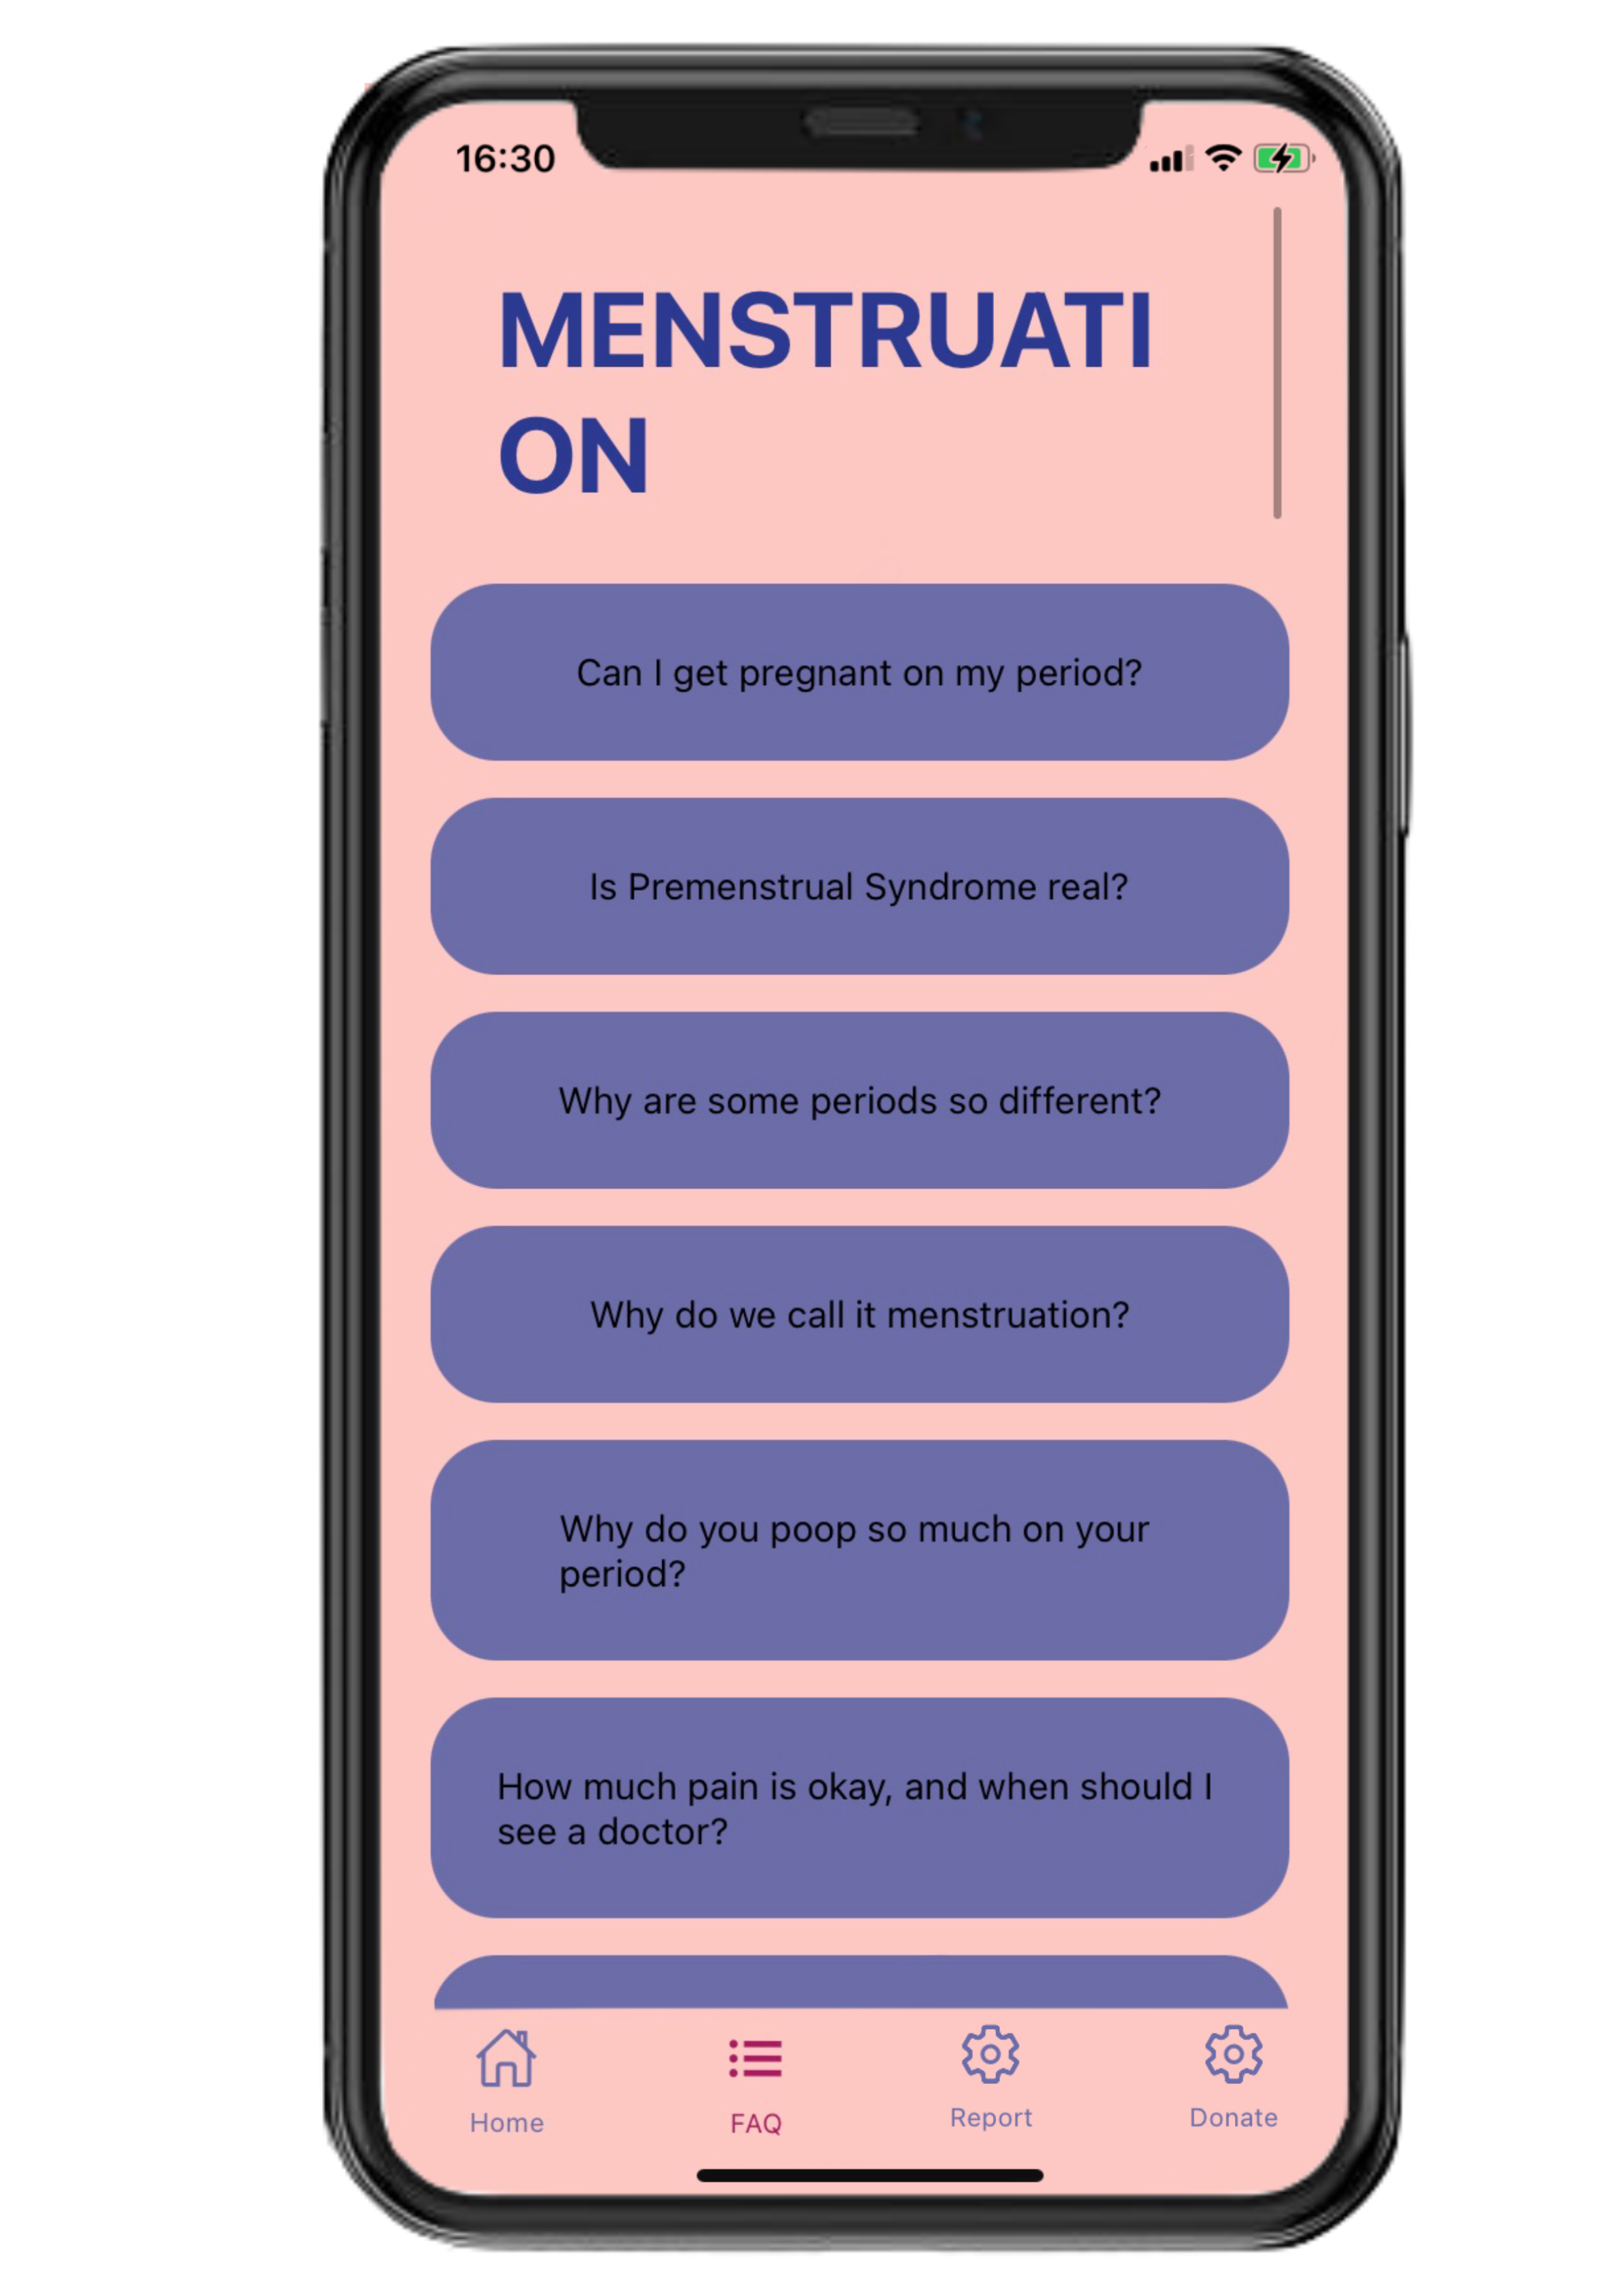 16:30
MENSTRUATI
ON
Can I get pregnant on my period?
Is Premenstrual Syndrome real?
Why are some periods so different?
Why do we call it menstruation?
Why do you poop so much on your
period?
How much pain is okay, and when should I
see a doctor?
Home
FAQ
Report
Donate